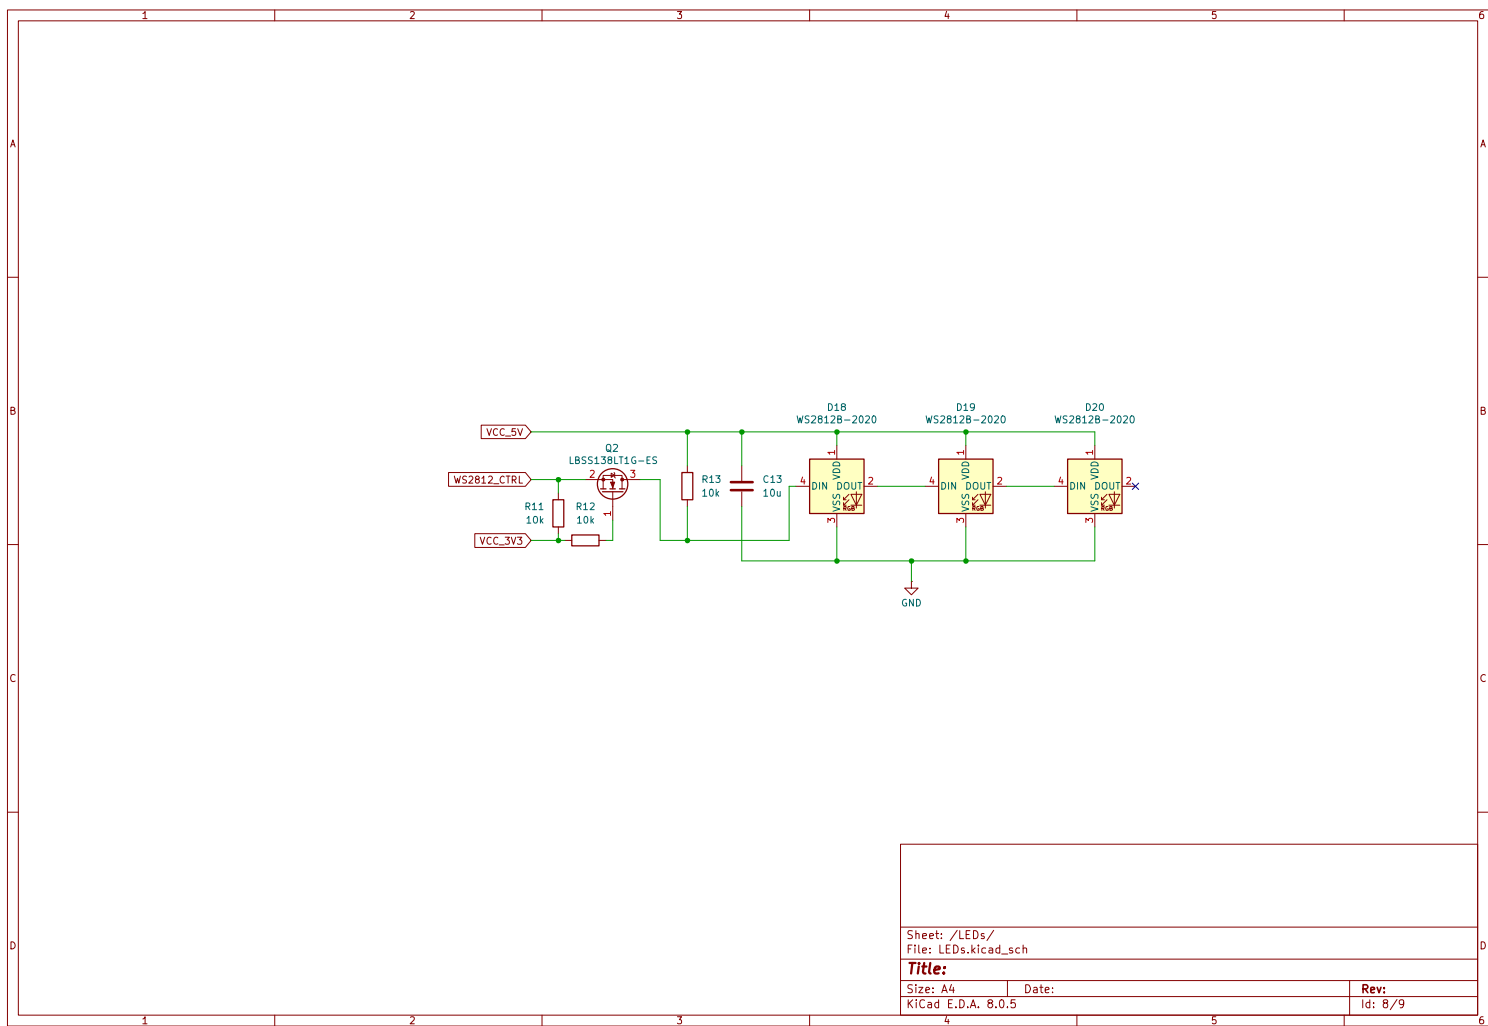 1 2 3 4 5 6
A A
B B
C C
D D
VCC_5V
WS2812_CTRL
VCC_3V3
Q2
LBSS138LT1G-ES
2 3
1
R11
10k
R12
10k
R13
10k
C13
10u
D18
WS2812B-2020
1
VDD
4 DIN DOUT 2
VSS
RGB
3
D19
WS2812B-2020
1
VDD
4 DIN DOUT 2
VSS
RGB
3
D20
WS2812B-2020
1
VDD
4 DIN DOUT 2
VSS
RGB
3
GND
Sheet: /LEDs/
File: LEDs.kicad_sch
Title:
Size: A4 Date: Rev:
KiCad E.D.A. 8.0.5 Id: 8/9
1 2 3 4 5 6